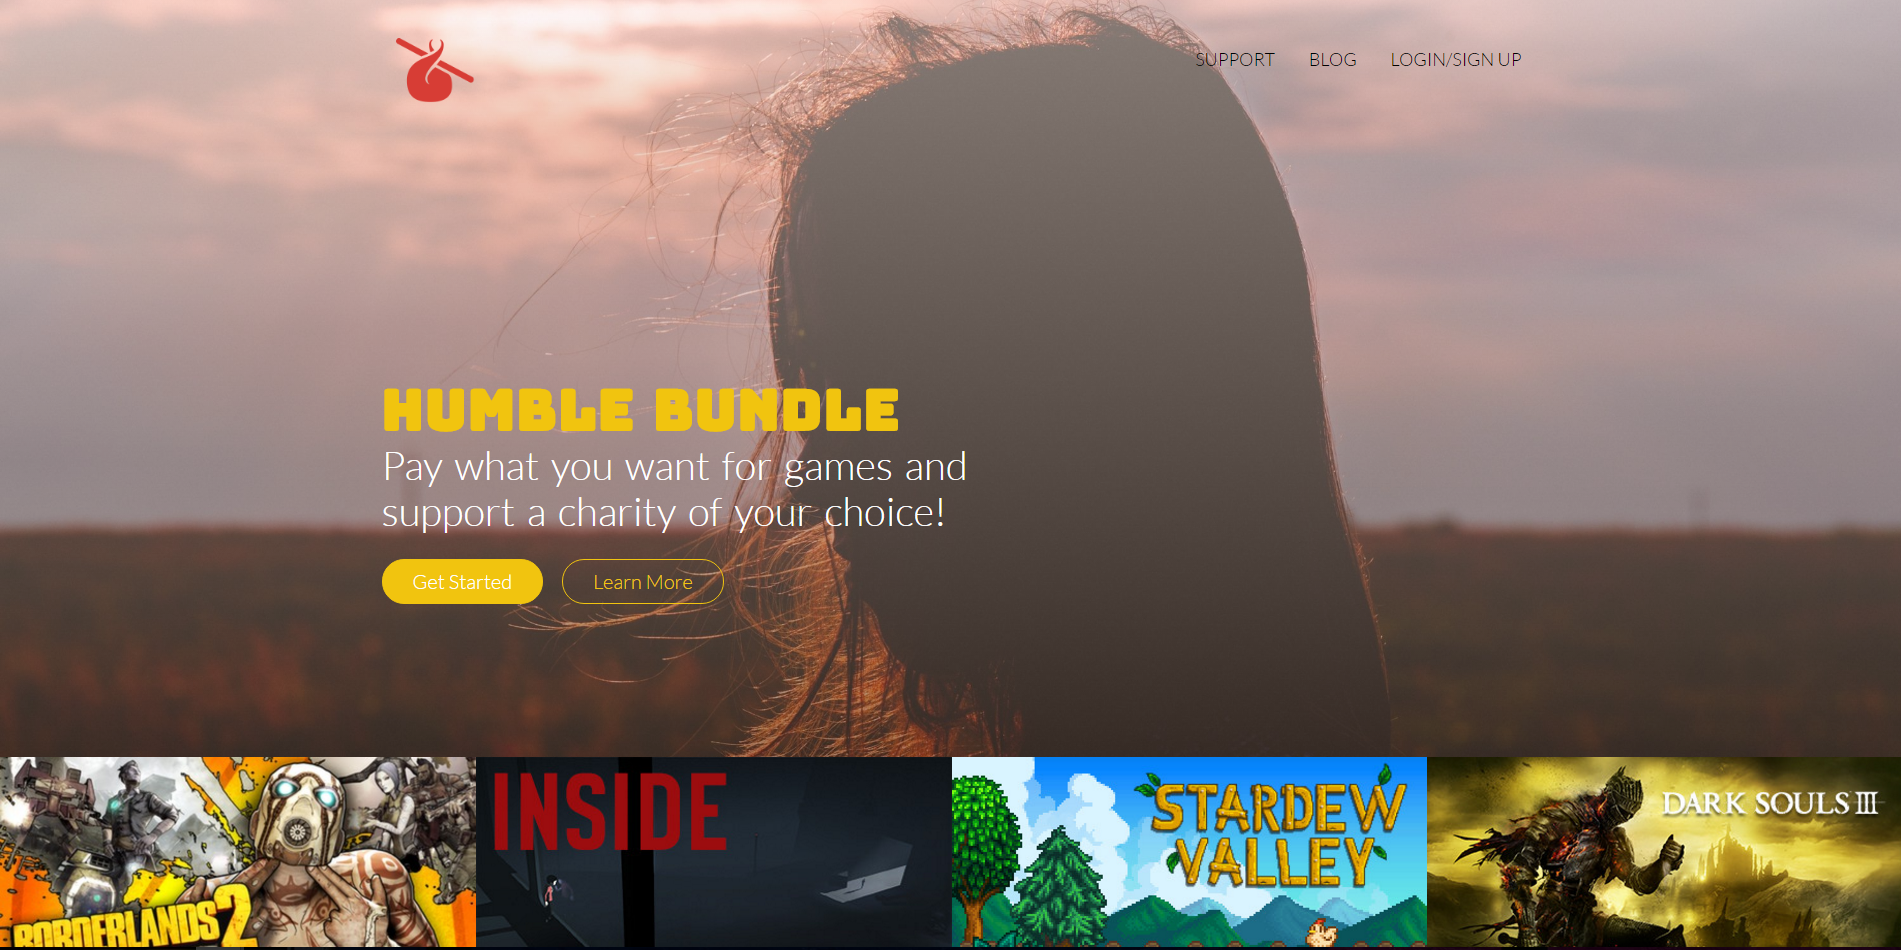 SUPPORT BLOG LOGIN/SIGN UP
HUMBLE BUNDLE
Pay what you want for games and
support a charity of your choice!
Get Started Learn More
BORDERLANDS 2
INSIDE
STARDEW
VALLEY
DARK SOULS III